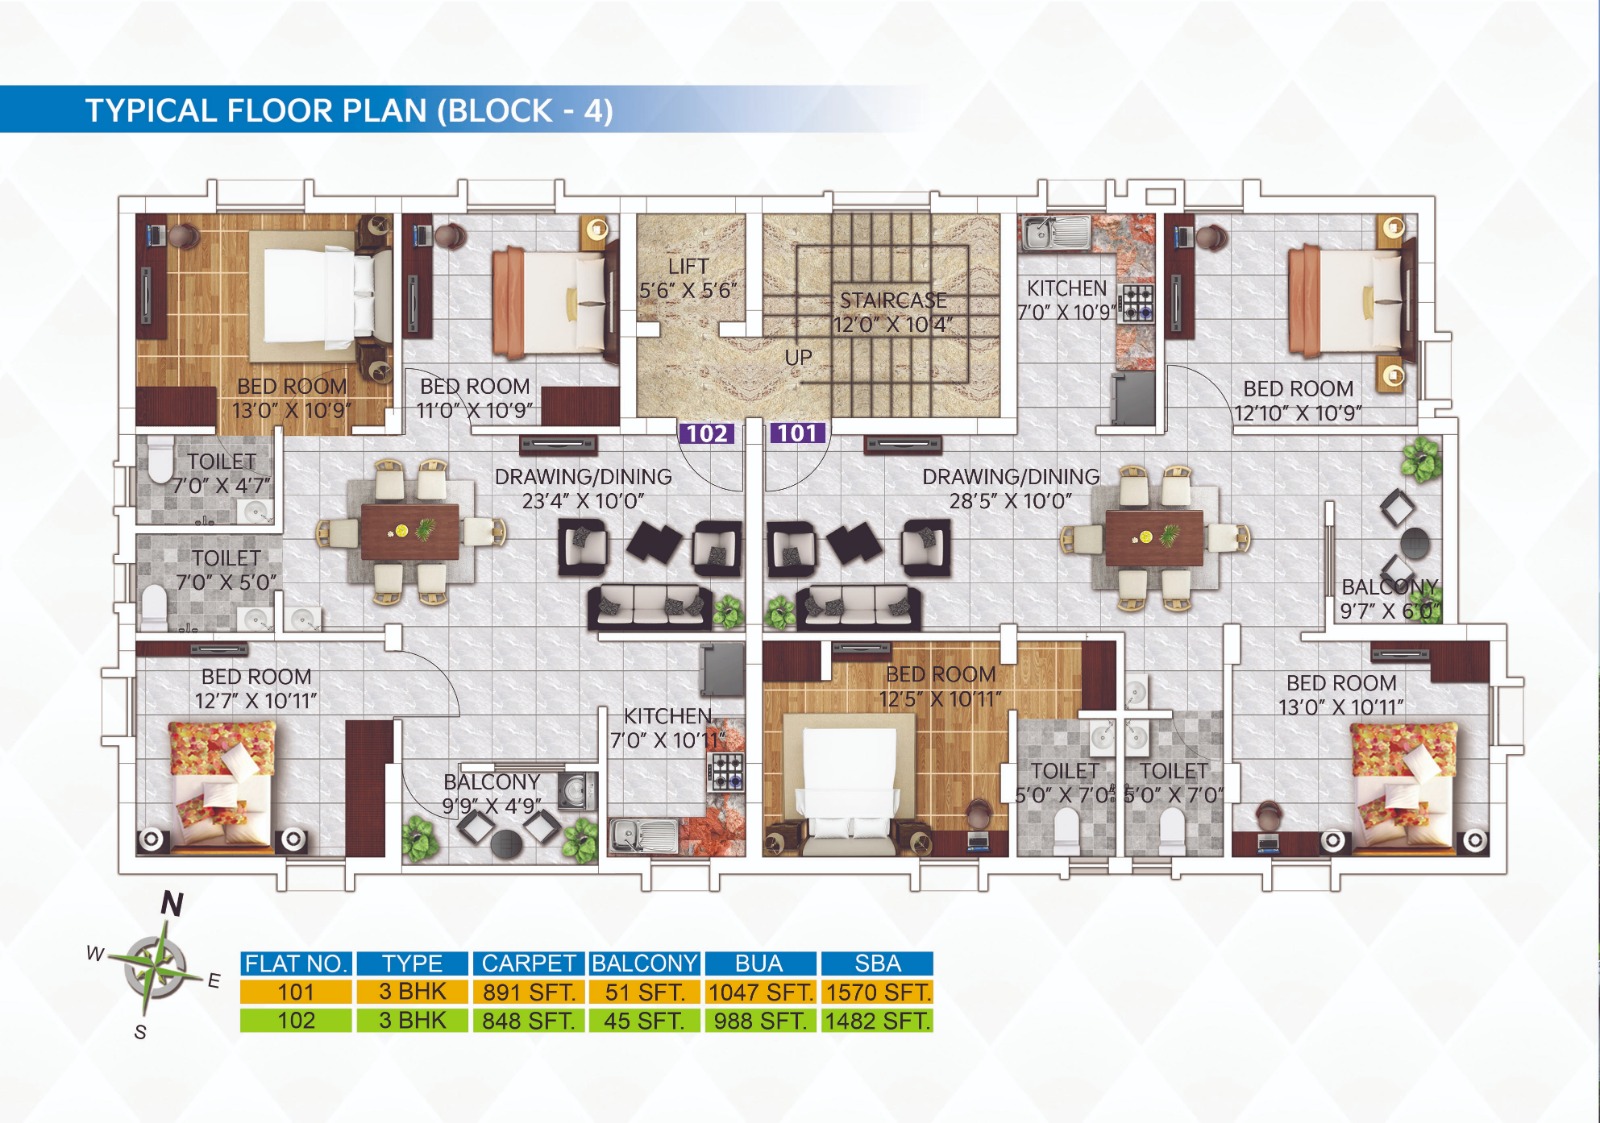 TYPICAL FLOOR PLAN (BLOCK - 4)
LIFT
5'6" X 5'6"
STAIRCASE
12'0" X 10'4"
UP
KITCHEN
7'0" X 10'9"
BED ROOM
13'0" X 10'9"
BED ROOM
11'0" X 10'9"
BED ROOM
12'10" X 10'9"
102
101
TOILET
7'0" X 4'7"
DRAWING/DINING
23'4" X 10'0"
DRAWING/DINING
28'5" X 10'0"
TOILET
7'0" X 5'0"
BALCONY
9'7" X 6'0"
BED ROOM
12'7" X 10'11"
BED ROOM
12'5" X 10'11"
BED ROOM
13'0" X 10'11"
KITCHEN
7'0" X 10'11"
BALCONY
9'9" X 4'9"
TOILET
5'0" X 7'0"
TOILET
5'0" X 7'0"
N
W
E
S
FLAT NO. TYPE CARPET BALCONY BUA SBA
101 3 BHK 891 SFT. 51 SFT. 1047 SFT. 1570 SFT.
102 3 BHK 848 SFT. 45 SFT. 988 SFT. 1482 SFT.